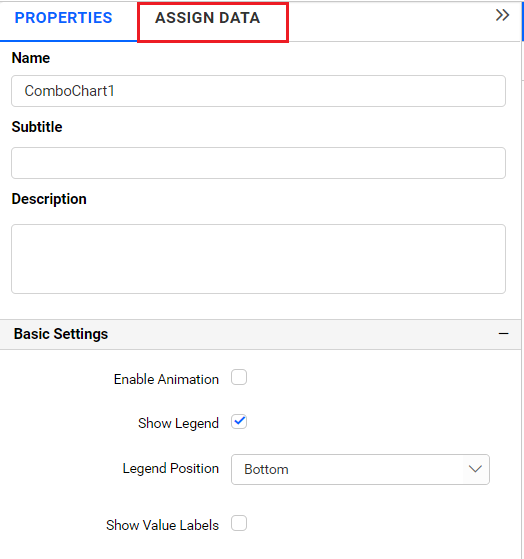 PROPERTIES ASSIGN DATA
Name
ComboChart1
Subtitle
Description
Basic Settings
Enable Animation
Show Legend
Legend Position Bottom
Show Value Labels